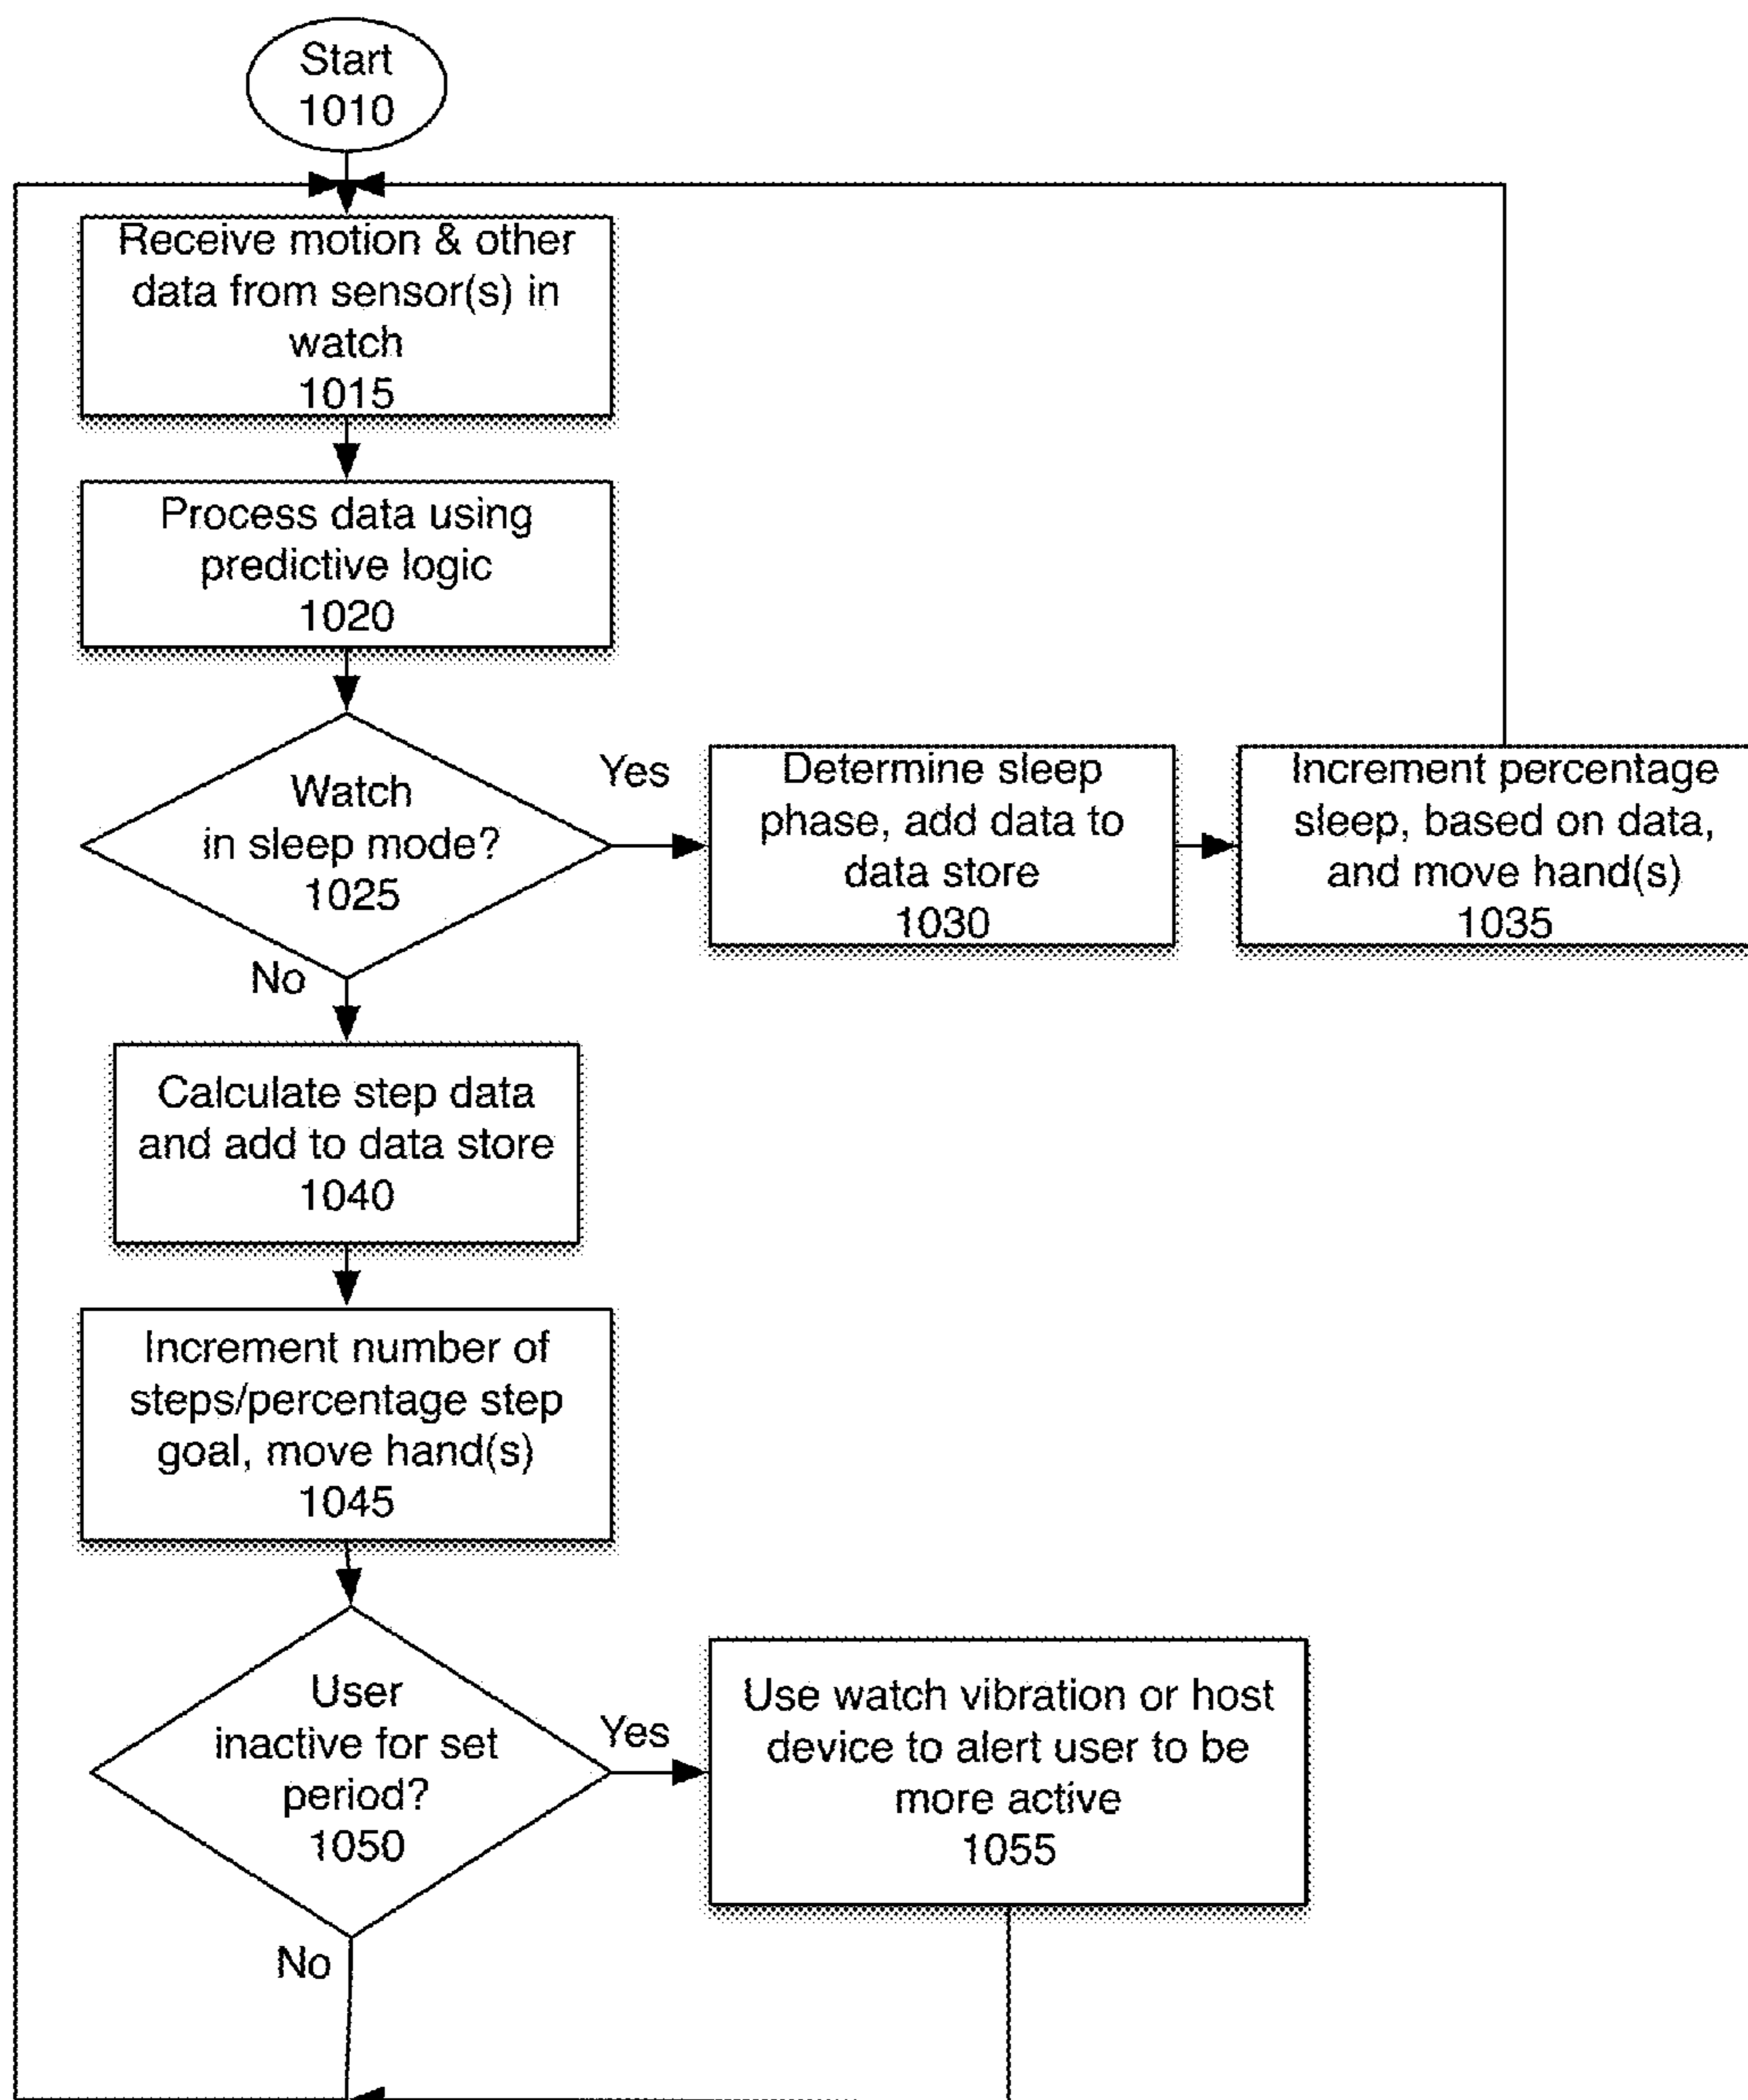 Start
1010
Receive motion & other
data from sensor(s) in
watch
1015
Process data using
predictive logic
1020
Watch
in sleep mode?
1025
Yes
Determine sleep
phase, add data to
data store
1030
Increment percentage
sleep, based on data,
and move hand(s)
1035
No
Calculate step data
and add to data store
1040
Increment number of
steps/percentage step
goal, move hand(s)
1045
User
inactive for set
period?
1050
Yes
Use watch vibration or host
device to alert user to be
more active
1055
No